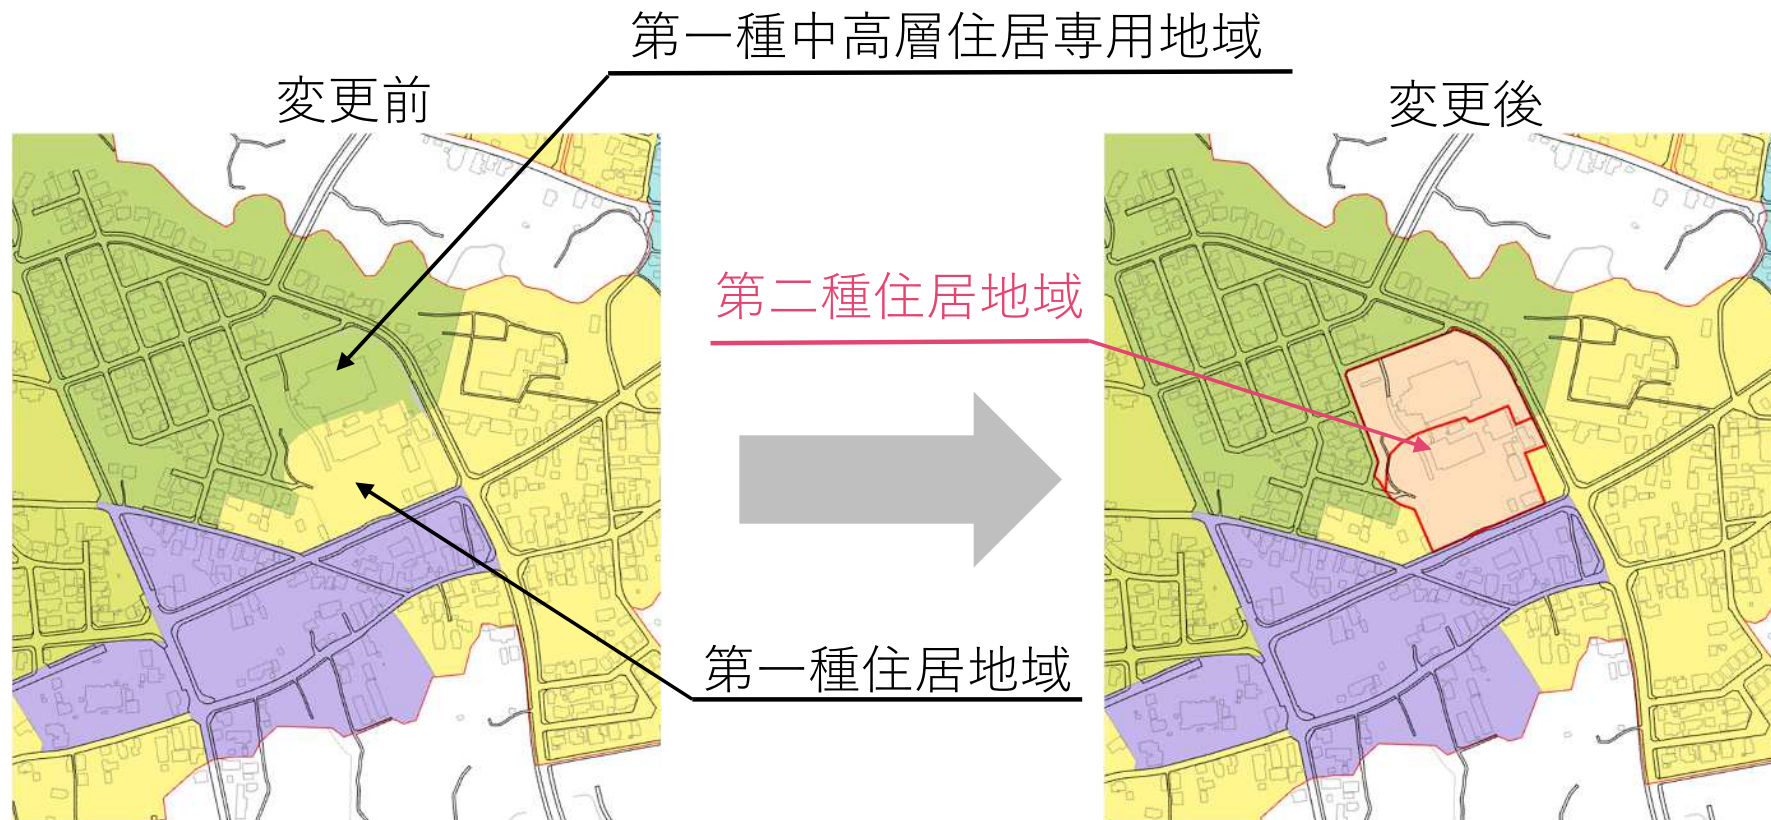 第一種中高層住居専用地域
変更前
変更後
第二種住居地域
第一種住居地域